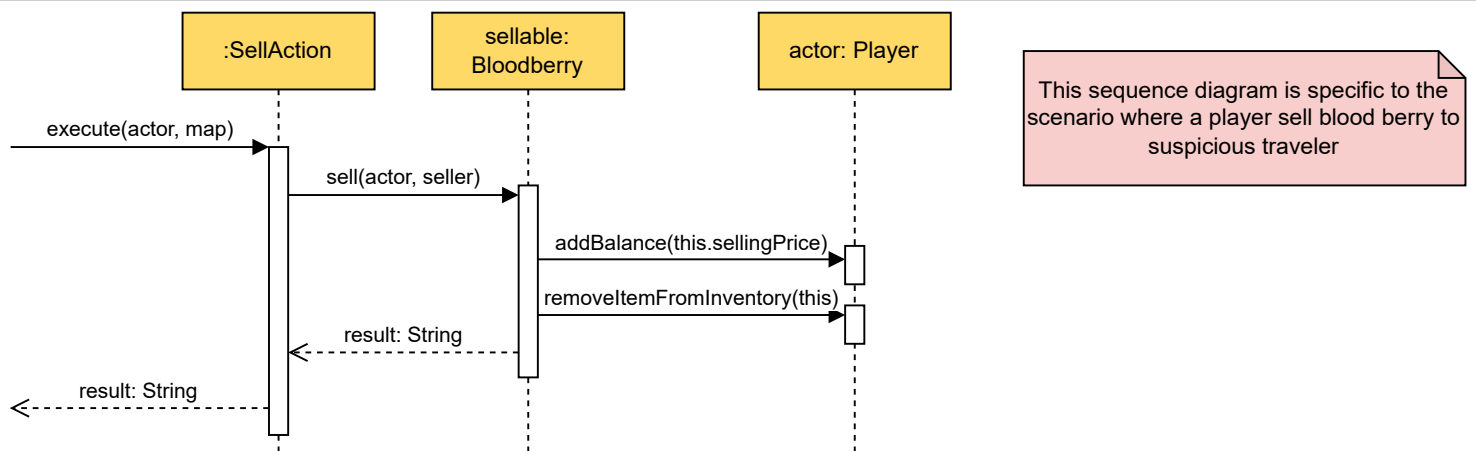 :SellAction
sellable:
Bloodberry
actor: Player
This sequence diagram is specific to the
scenario where a player sell blood berry to
suspicious traveler
execute(actor, map)
sell(actor, seller)
addBalance(this.sellingPrice)
removeItemFromInventory(this)
result: String
result: String